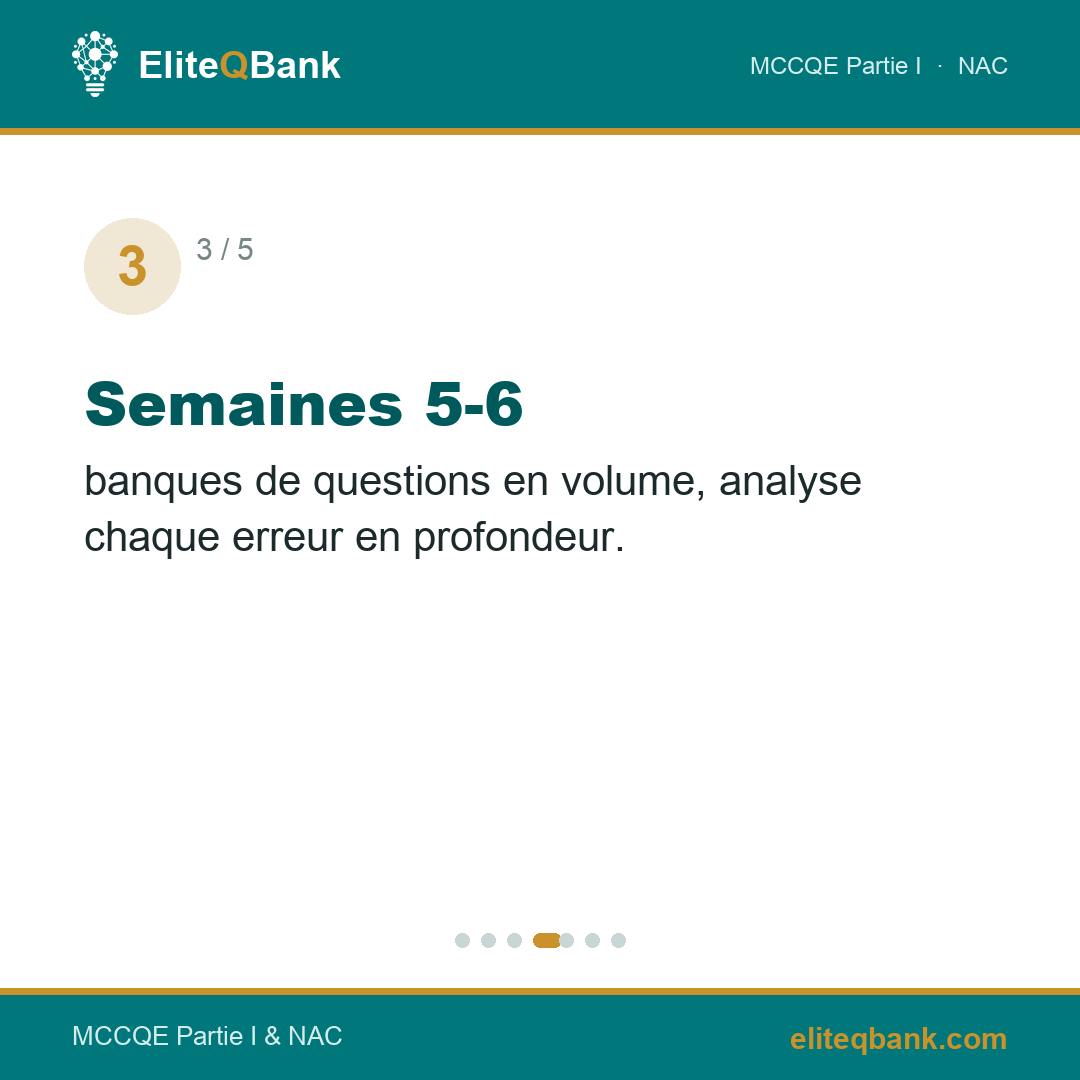 EliteQBank
MCCQE Partie I · NAC
3
3 / 5
Semaines 5-6
banques de questions en volume, analyse
chaque erreur en profondeur.
MCCQE Partie I & NAC
eliteqbank.com